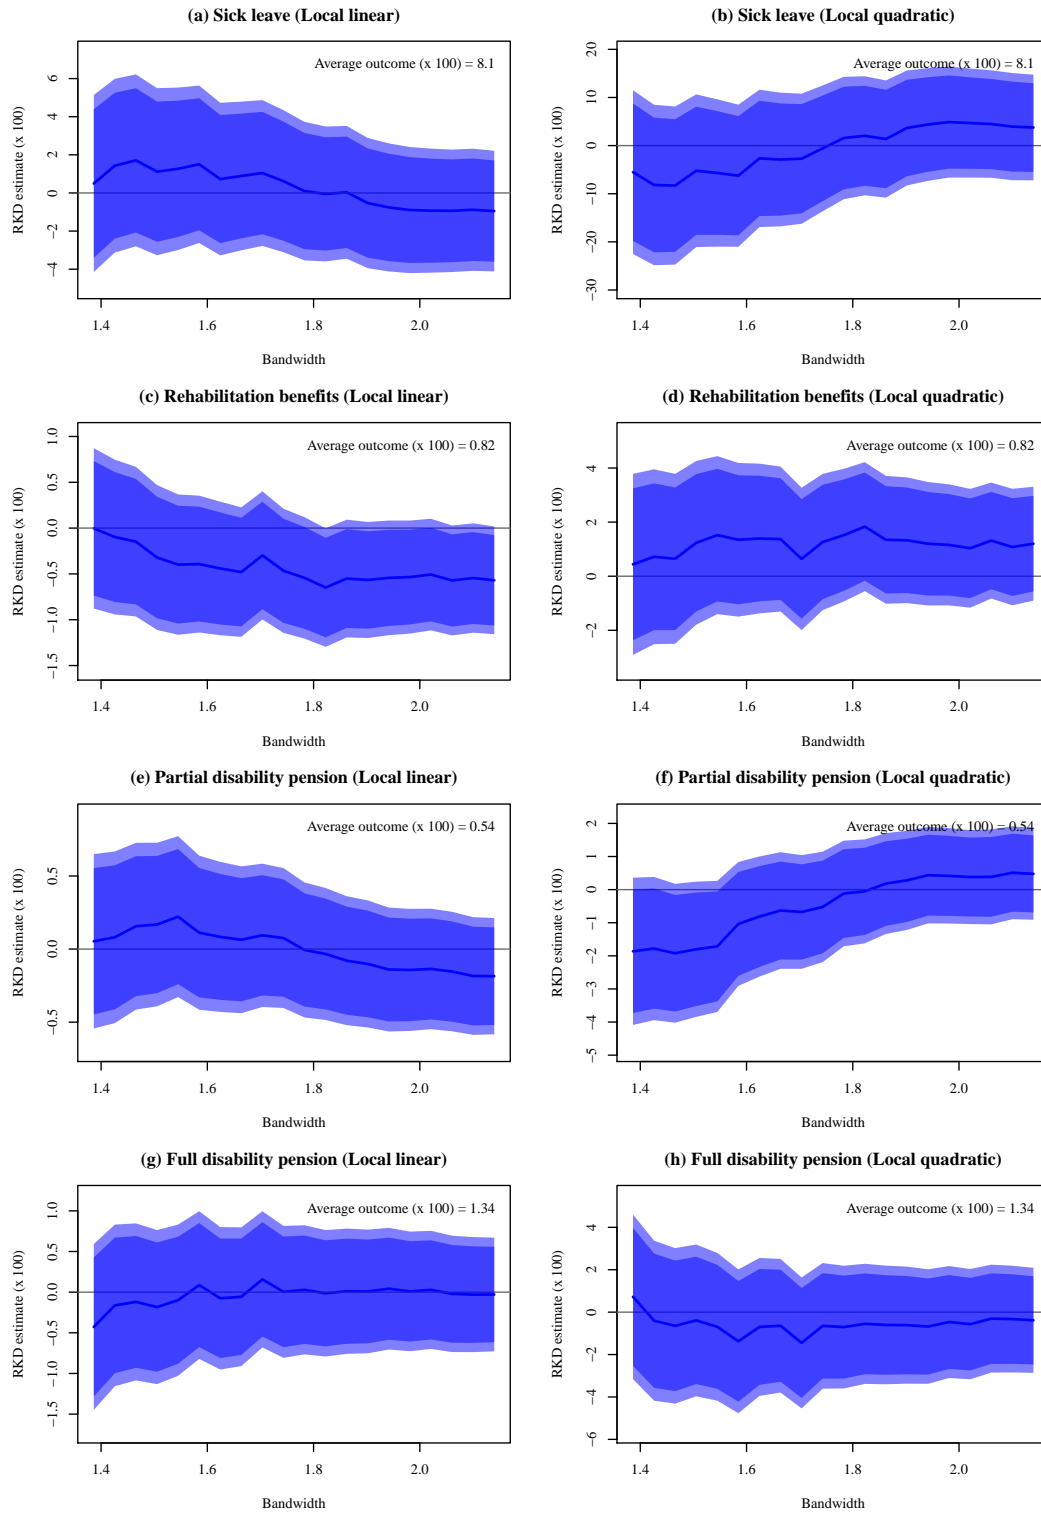 (a) Sick leave (Local linear)
Average outcome (x 100) = 8.1
RKD estimate (x 100)
6
4
2
0
−2
−4
1.4
1.6
1.8
2.0
Bandwidth
(b) Sick leave (Local quadratic)
Average outcome (x 100) = 8.1
RKD estimate (x 100)
20
10
0
−10
−20
−30
1.4
1.6
1.8
2.0
Bandwidth
(c) Rehabilitation benefits (Local linear)
Average outcome (x 100) = 0.82
RKD estimate (x 100)
1.0
0.5
0.0
−0.5
−1.0
−1.5
1.4
1.6
1.8
2.0
Bandwidth
(d) Rehabilitation benefits (Local quadratic)
Average outcome (x 100) = 0.82
RKD estimate (x 100)
4
2
0
−2
1.4
1.6
1.8
2.0
Bandwidth
(e) Partial disability pension (Local linear)
Average outcome (x 100) = 0.54
RKD estimate (x 100)
0.5
0.0
−0.5
1.4
1.6
1.8
2.0
Bandwidth
(f) Partial disability pension (Local quadratic)
Average outcome (x 100) = 0.54
RKD estimate (x 100)
2
1
0
−1
−2
−3
−4
−5
1.4
1.6
1.8
2.0
Bandwidth
(g) Full disability pension (Local linear)
Average outcome (x 100) = 1.34
RKD estimate (x 100)
1.0
0.5
0.0
−0.5
−1.0
−1.5
1.4
1.6
1.8
2.0
Bandwidth
(h) Full disability pension (Local quadratic)
Average outcome (x 100) = 1.34
RKD estimate (x 100)
4
2
0
−2
−4
−6
1.4
1.6
1.8
2.0
Bandwidth